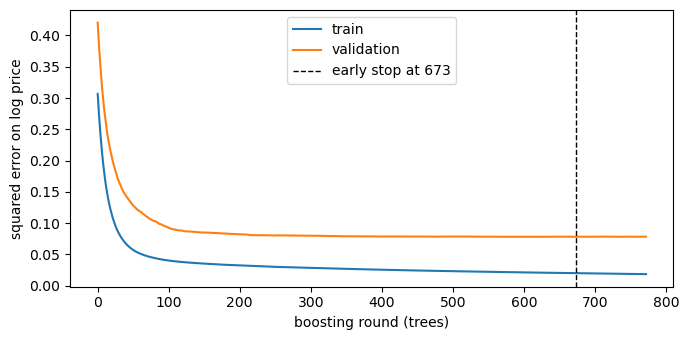 train
validation
early stop at 673
squared error on log price
0.40
0.35
0.30
0.25
0.20
0.15
0.10
0.05
0.00
0 100 200 300 400 500 600 700 800
boosting round (trees)